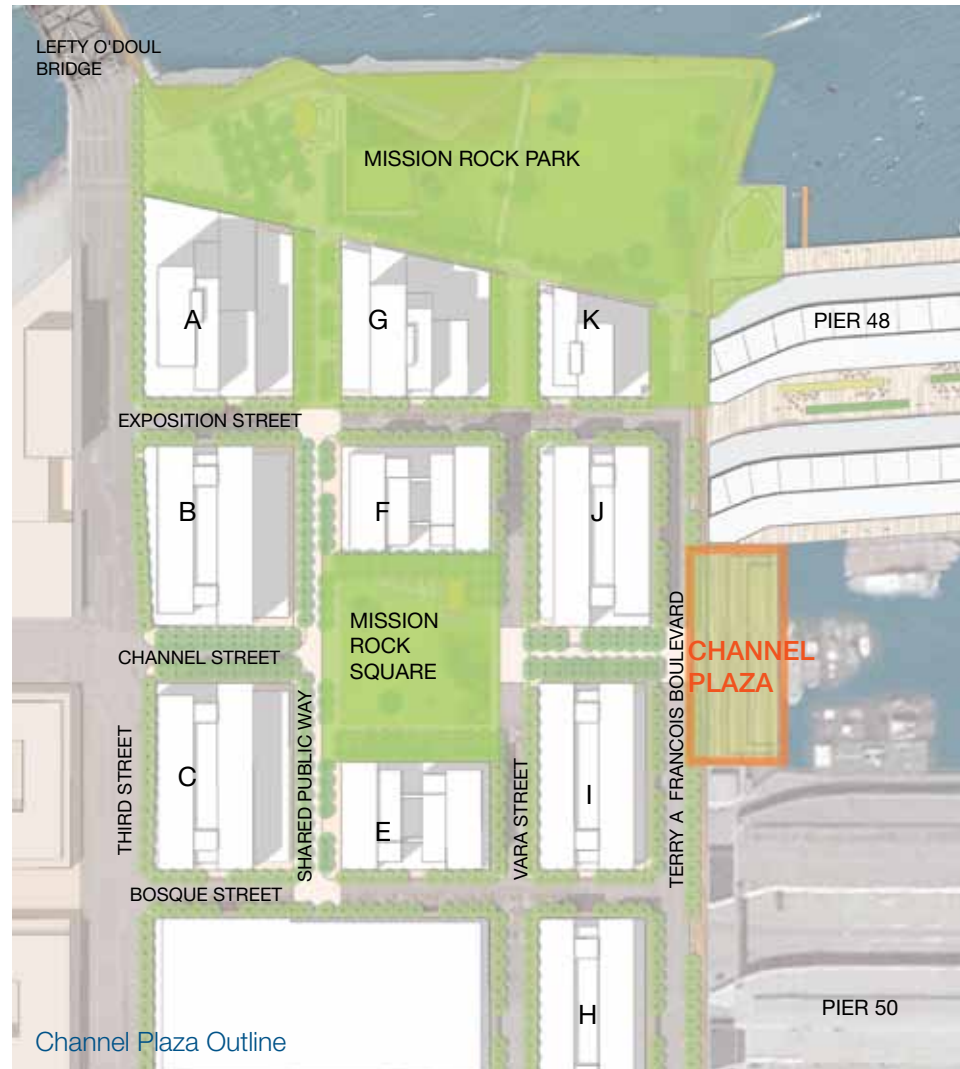 LEFTY O'DOUL
BRIDGE
MISSION ROCK PARK
A
G
K
PIER 48
EXPOSITION STREET
B
F
J
MISSION
ROCK
SQUARE
CHANNEL STREET
CHANNEL
PLAZA
THIRD STREET
SHARED PUBLIC WAY
VARA STREET
TERRY A FRANCOIS BOULEVARD
C
E
I
BOSQUE STREET
H
PIER 50
Channel Plaza Outline